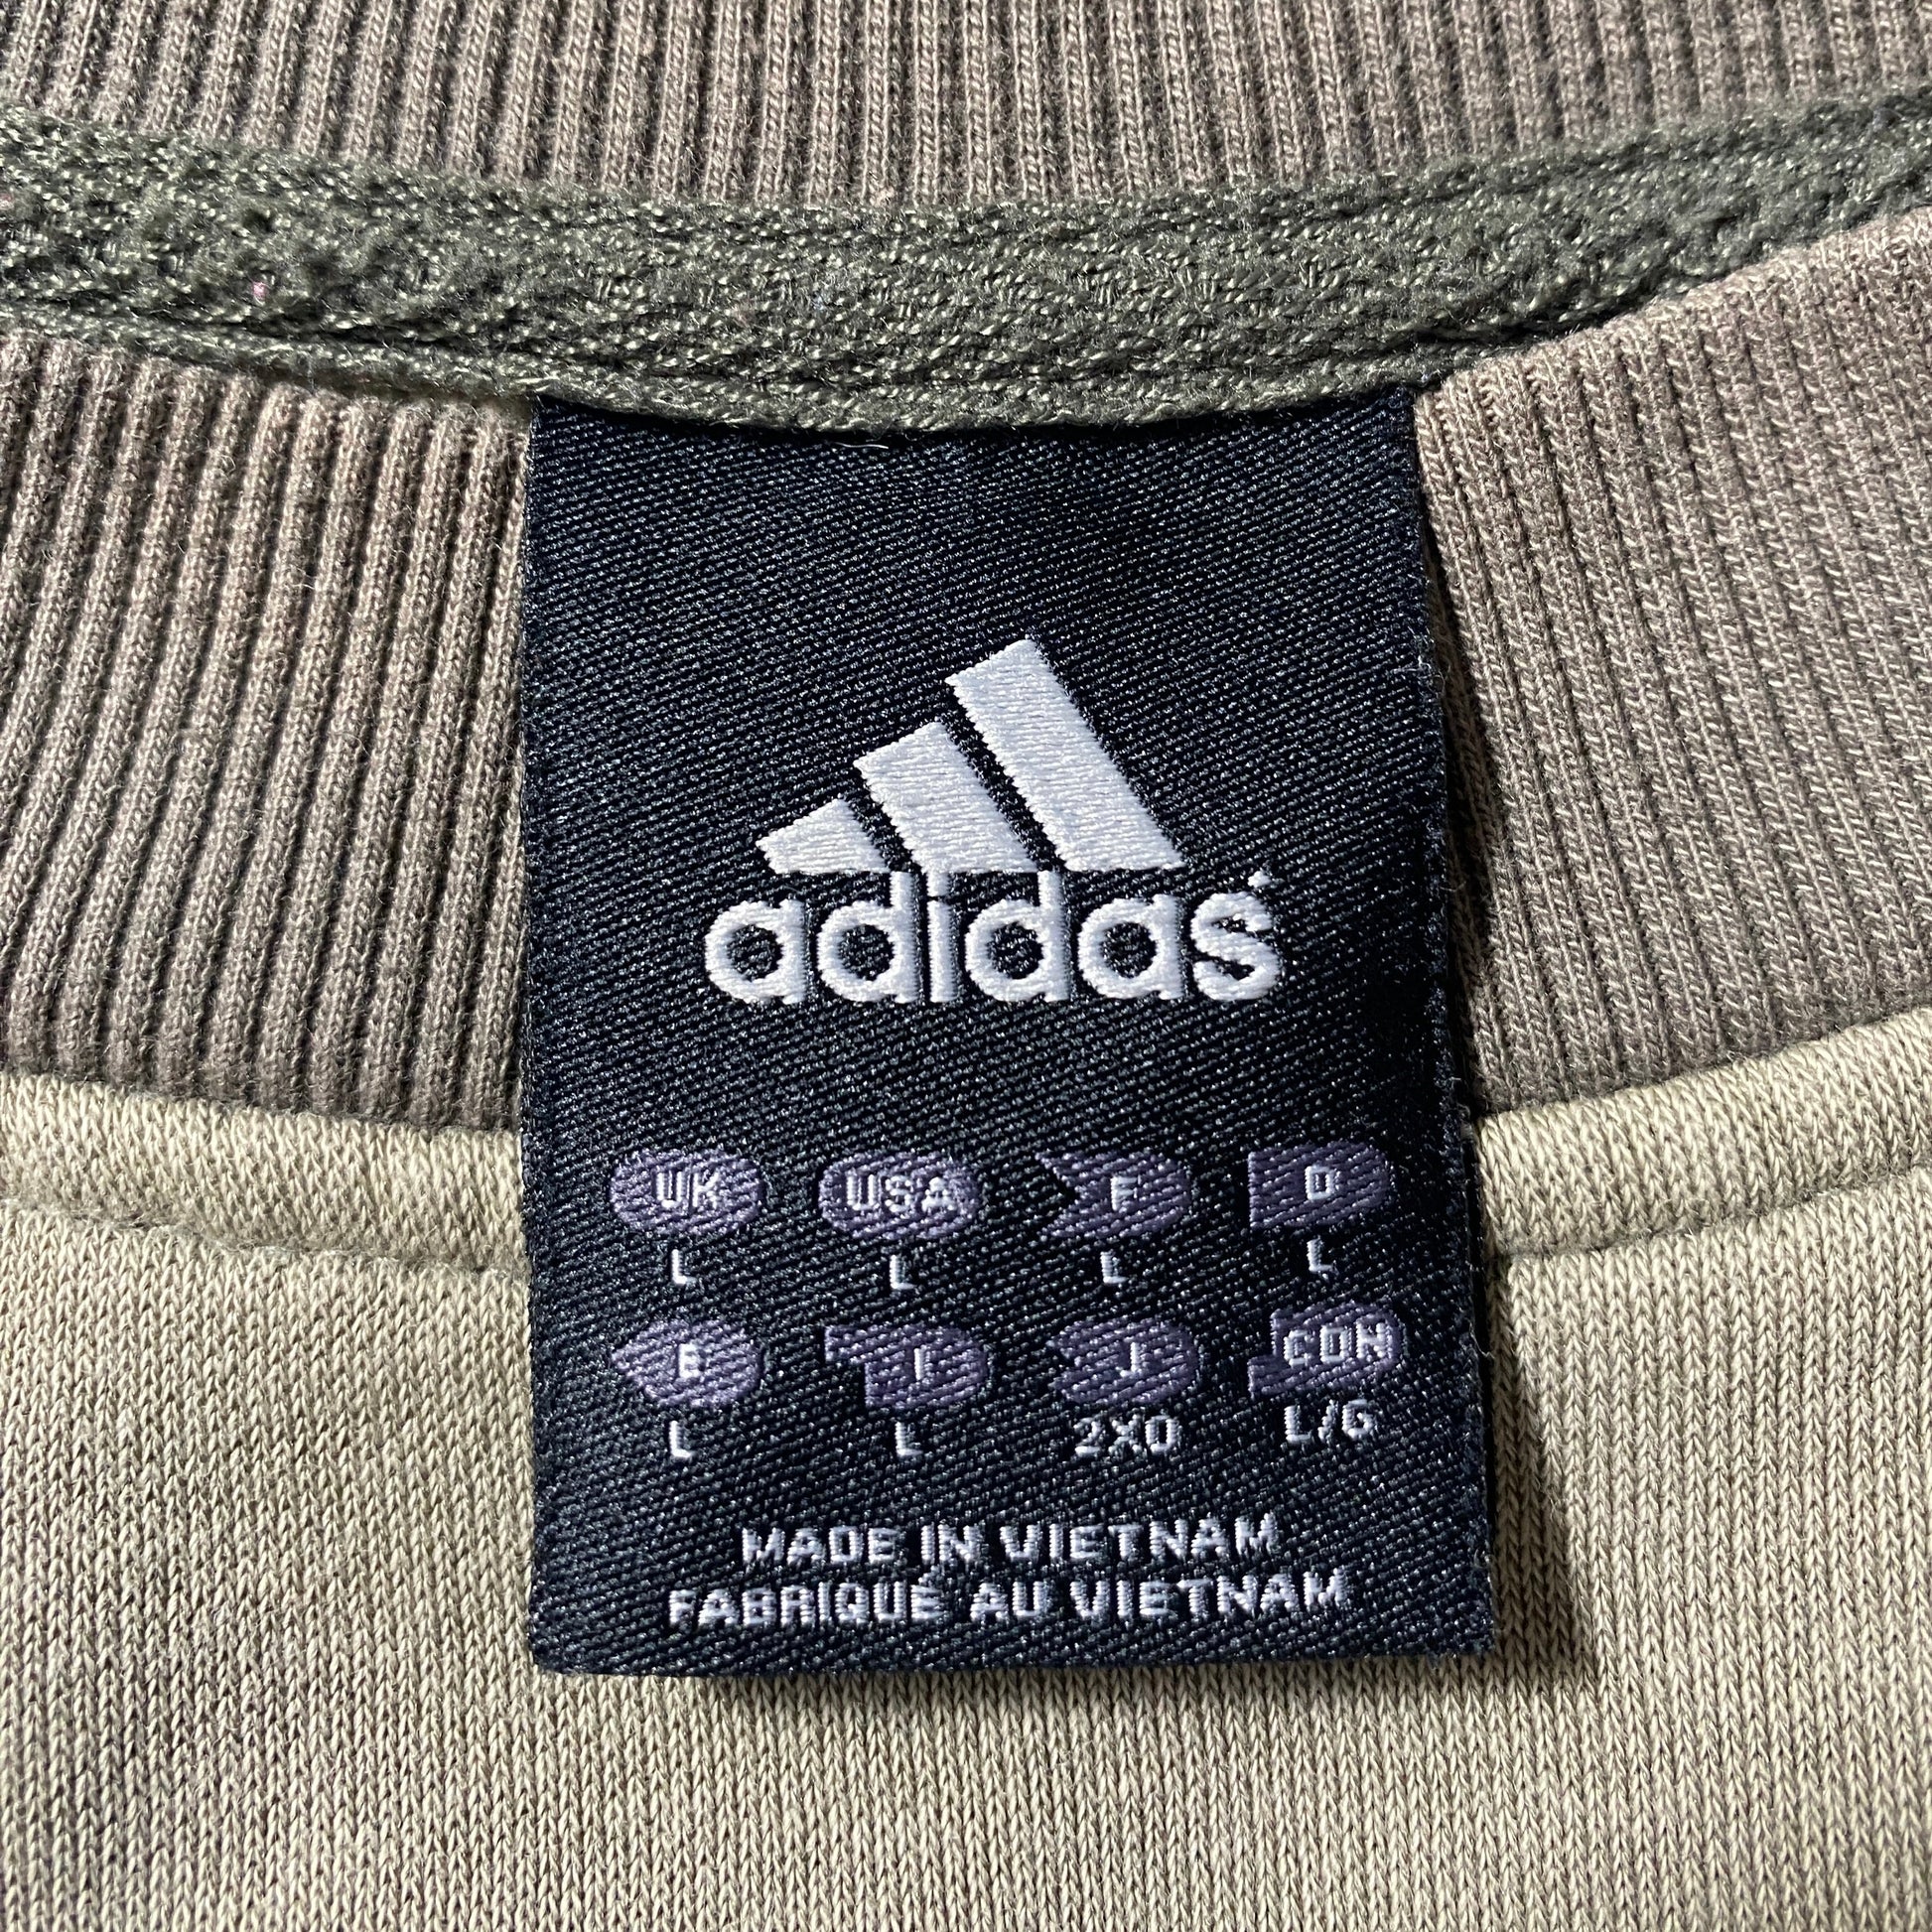 adidas
UK USA F D
L L L L
E I J CDN
L L 2XO L/G
MADE IN VIETNAM
FABRIQUÉ AU VIETNAM